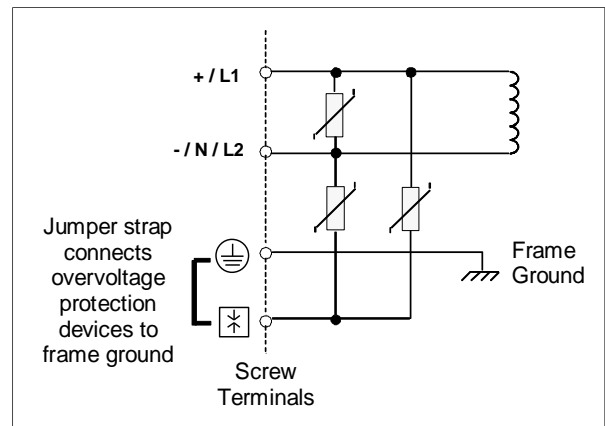 + / L1
- / N / L2
Jumper strap
connects
overvoltage
protection
devices to
frame ground
Frame
Ground
Screw
Terminals